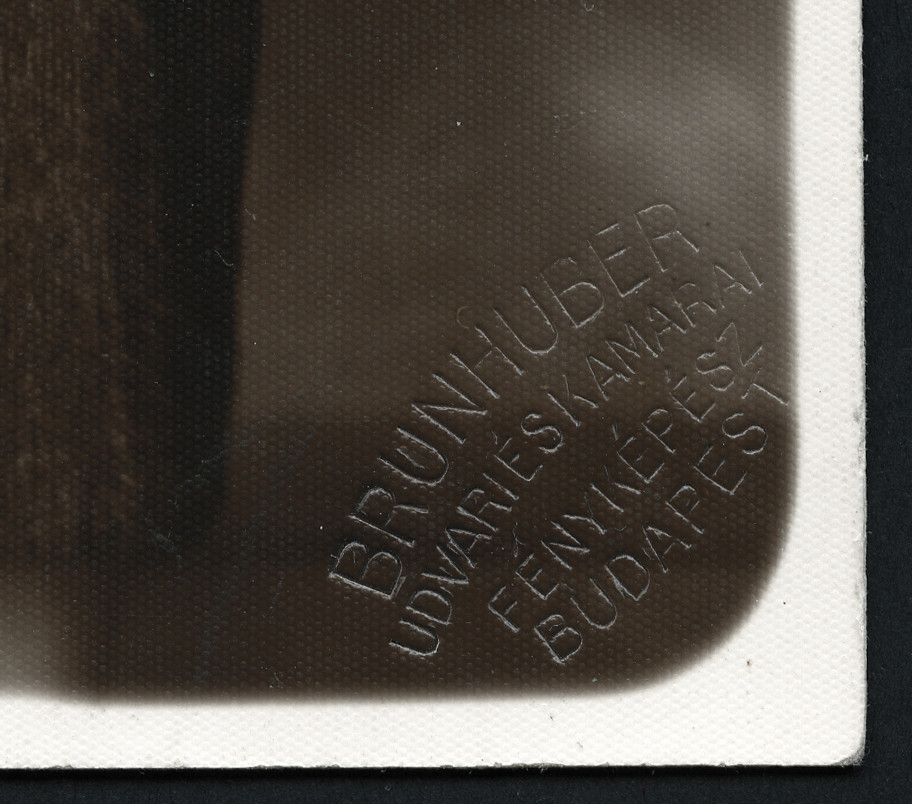 BRUNHUBER
UDVARI ÉS KAMARAI
FÉNYKÉPÉSZ
BUDAPEST